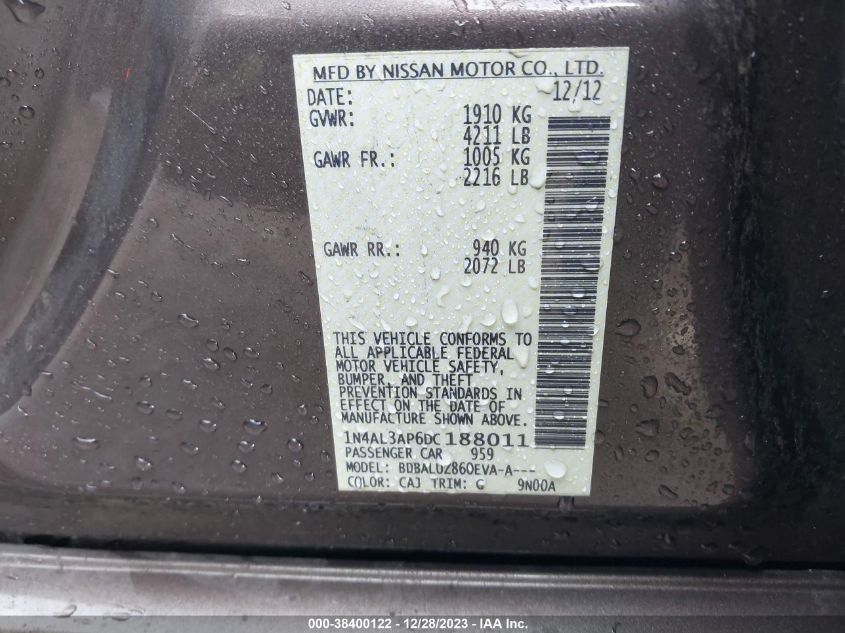 MFD BY NISSAN MOTOR CO., LTD.
DATE: 12/12
GVWR: 1910 KG
4211 LB
GAWR FR.: 1005 KG
2216 LB
GAWR RR.: 940 KG
2072 LB
THIS VEHICLE CONFORMS TO
ALL APPLICABLE FEDERAL
MOTOR VEHICLE SAFETY,
BUMPER, AND THEFT
PREVENTION STANDARDS IN
EFFECT ON THE DATE OF
MANUFACTURE SHOWN ABOVE.
1N4AL3AP6DC188011
PASSENGER CAR 959
MODEL: BDBALUZ860EVA-A---
COLOR: CAJ TRIM: G 9N00A
000-38400122 - 12/28/2023 - IAA Inc.